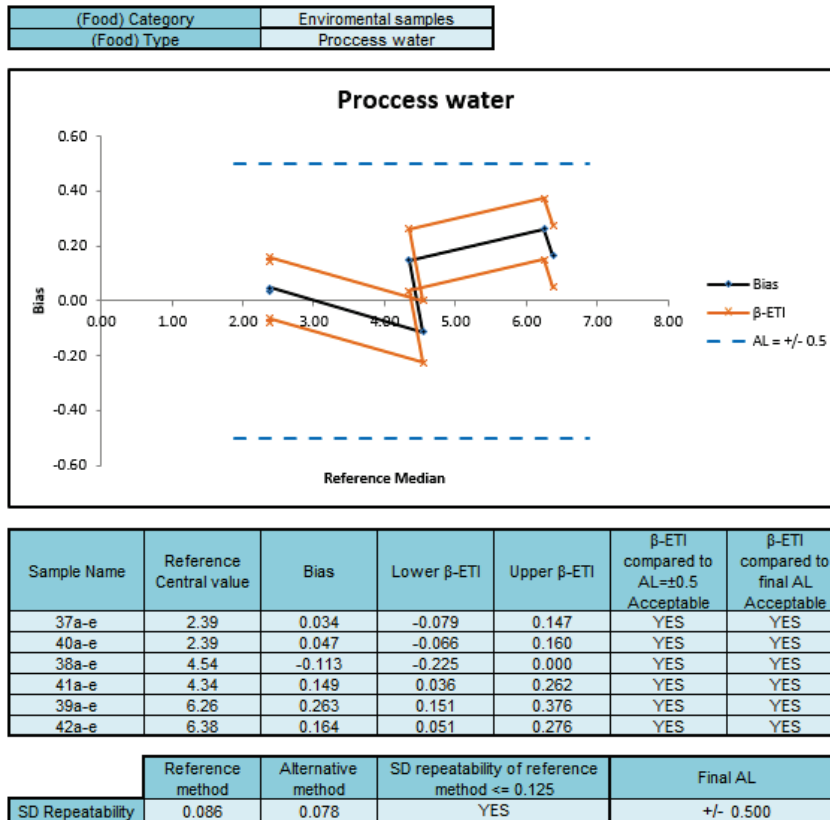 (Food) Category Enviromental samples
(Food) Type Proccess water
Proccess water
0.60
0.40
0.20
0.00
-0.20
-0.40
-0.60
0.00 1.00 2.00 3.00 4.00 5.00 6.00 7.00 8.00
Bias
Reference Median
Bias
β-ETI
AL = +/- 0.5
Sample Name Reference Central value Bias Lower β-ETI Upper β-ETI β-ETI compared to AL=±0.5 Acceptable β-ETI compared to final AL Acceptable
37a-e 2.39 0.034 -0.079 0.147 YES YES
40a-e 2.39 0.047 -0.066 0.160 YES YES
38a-e 4.54 -0.113 -0.225 0.000 YES YES
41a-e 4.34 0.149 0.036 0.262 YES YES
39a-e 6.26 0.263 0.151 0.376 YES YES
42a-e 6.38 0.164 0.051 0.276 YES YES
Reference method Alternative method SD repeatability of reference method <= 0.125 Final AL
SD Repeatability 0.086 0.078 YES +/- 0.500